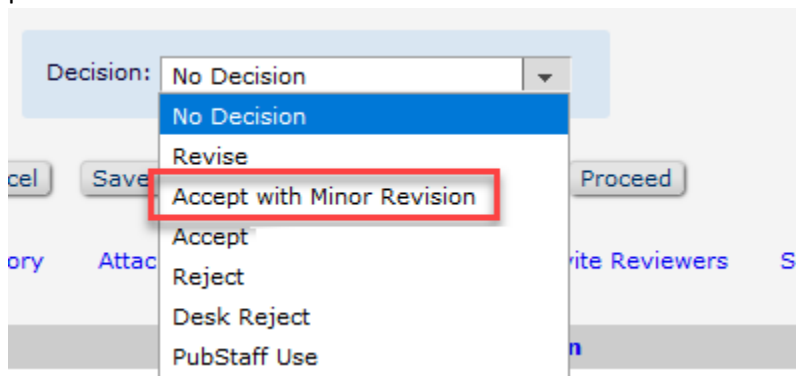 Decision: No Decision
No Decision
Revise
cel Save Accept with Minor Revision Proceed
Accept
ory Attac vite Reviewers S
Reject
Desk Reject
PubStaff Use n